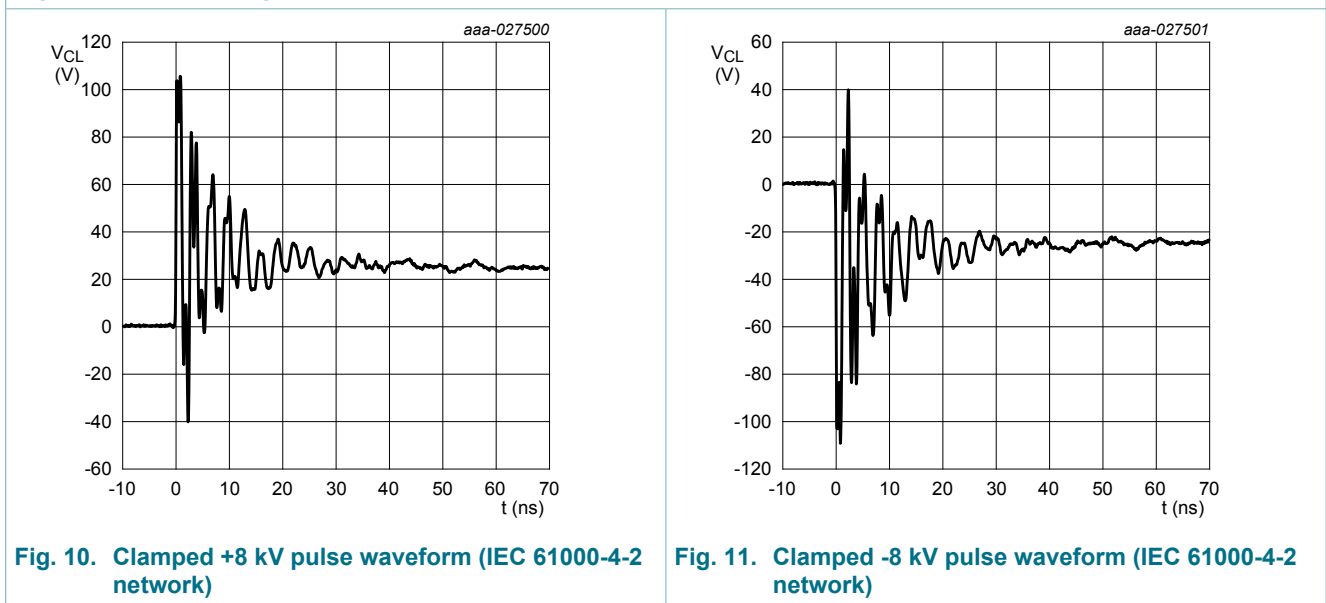 aaa-027500
V_CL
(V)
120
100
80
60
40
20
0
-20
-40
-60
-10 0 10 20 30 40 50 60 70
t (ns)
Fig. 10. Clamped +8 kV pulse waveform (IEC 61000-4-2
network)
aaa-027501
V_CL
(V)
60
40
20
0
-20
-40
-60
-80
-100
-120
-10 0 10 20 30 40 50 60 70
t (ns)
Fig. 11. Clamped -8 kV pulse waveform (IEC 61000-4-2
network)